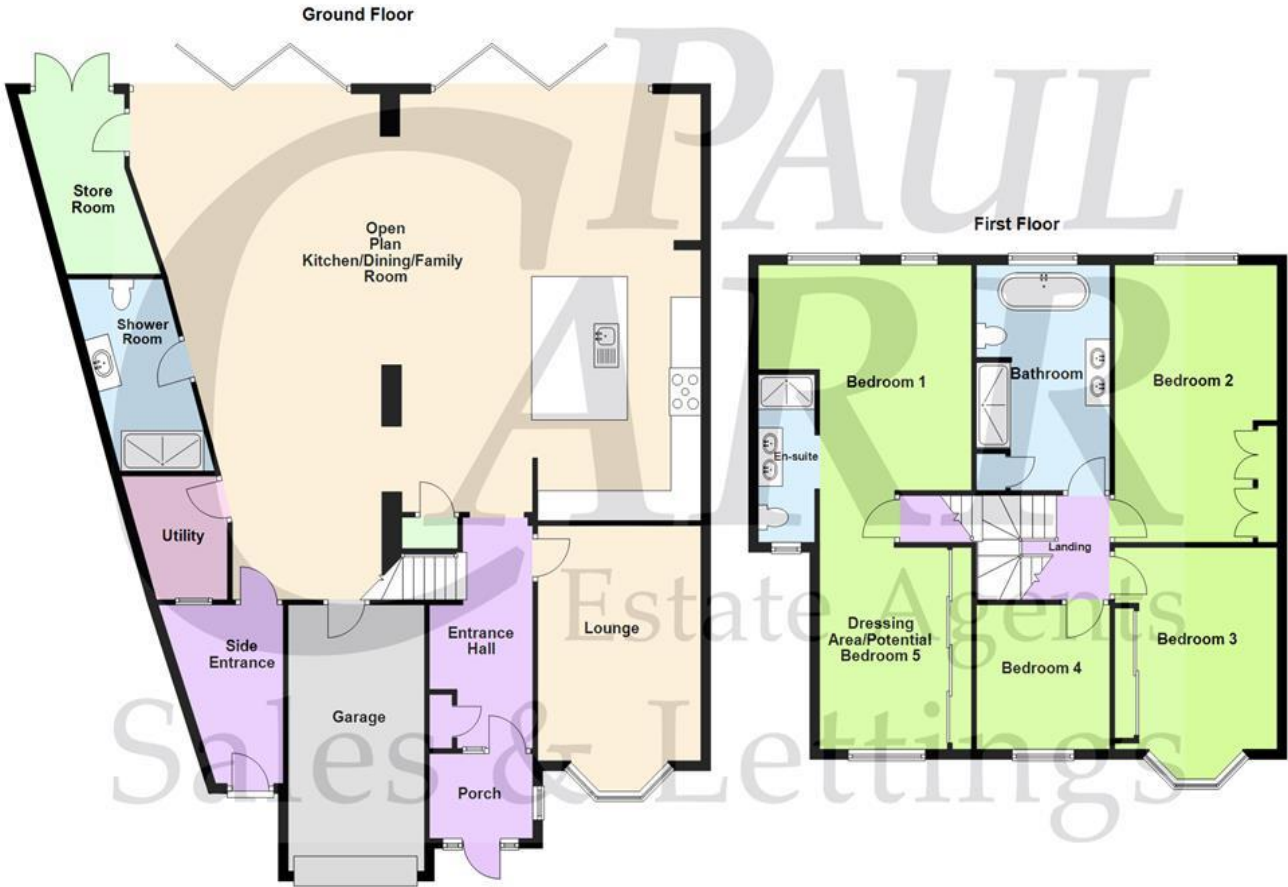 Ground Floor
PAUL
CARR
Estate Agents
Sales & Lettings
Store
Room
Open
Plan
Kitchen/Dining/Family
Room
Shower
Room
Utility
Side
Entrance
Garage
Entrance
Hall
Porch
Lounge
First Floor
Bedroom 1
Bathroom
Bedroom 2
En-suite
Landing
Dressing
Area/Potential
Bedroom 5
Bedroom 4
Bedroom 3